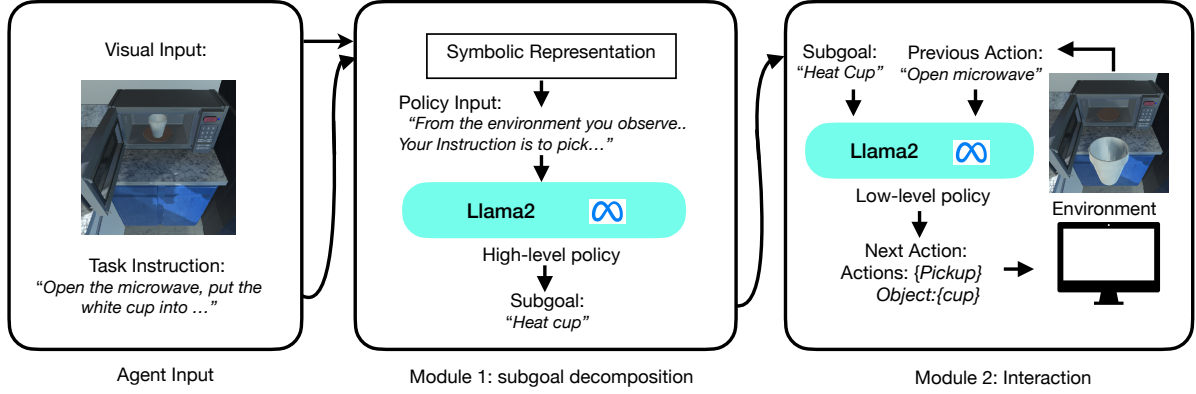 Visual Input:
Task Instruction:
“Open the microwave, put the
white cup into …”
Agent Input
Symbolic Representation
Policy Input:
“From the environment you observe..
Your Instruction is to pick…”
Llama2
High-level policy
Subgoal:
“Heat cup”
Module 1: subgoal decomposition
Subgoal:
“Heat Cup”
Previous Action:
“Open microwave”
Llama2
Low-level policy
Environment
Next Action:
Actions: {Pickup}
Object:{cup}
Module 2: Interaction